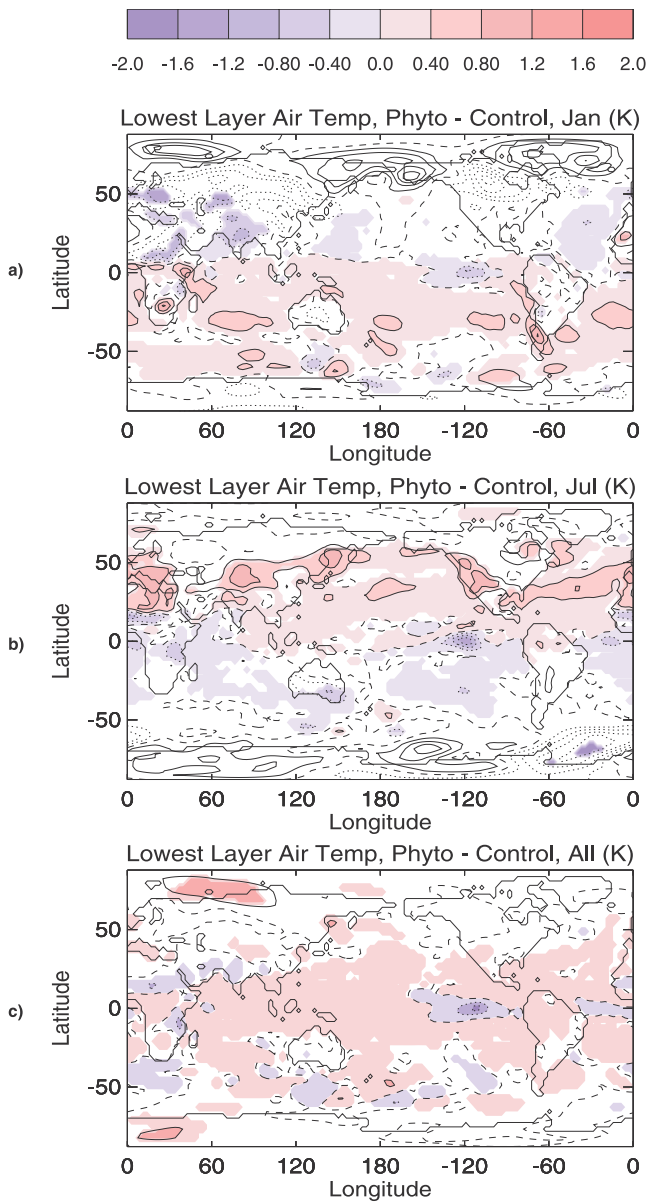 -2.0 -1.6 -1.2 -0.80 -0.40 0.0 0.40 0.80 1.2 1.6 2.0
Lowest Layer Air Temp, Phyto - Control, Jan (K)
50
0
-50
Latitude
a)
0 60 120 180 -120 -60 0
Longitude
Lowest Layer Air Temp, Phyto - Control, Jul (K)
50
0
-50
Latitude
b)
0 60 120 180 -120 -60 0
Longitude
Lowest Layer Air Temp, Phyto - Control, All (K)
50
0
-50
Latitude
c)
0 60 120 180 -120 -60 0
Longitude